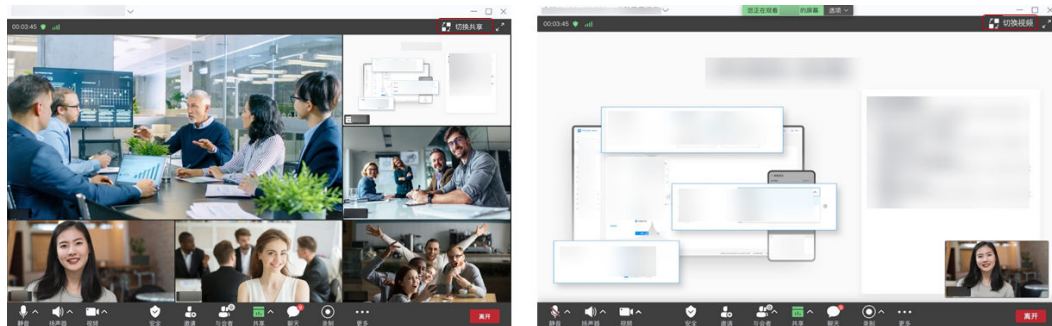 00:03:45
切换共享
静音
扬声器
视频
安全
邀请
与会者
共享
聊天
录制
更多
离开
您正在观看
的屏幕
选项
00:03:45
切换视频
静音
扬声器
视频
安全
邀请
与会者
共享
聊天
录制
更多
离开